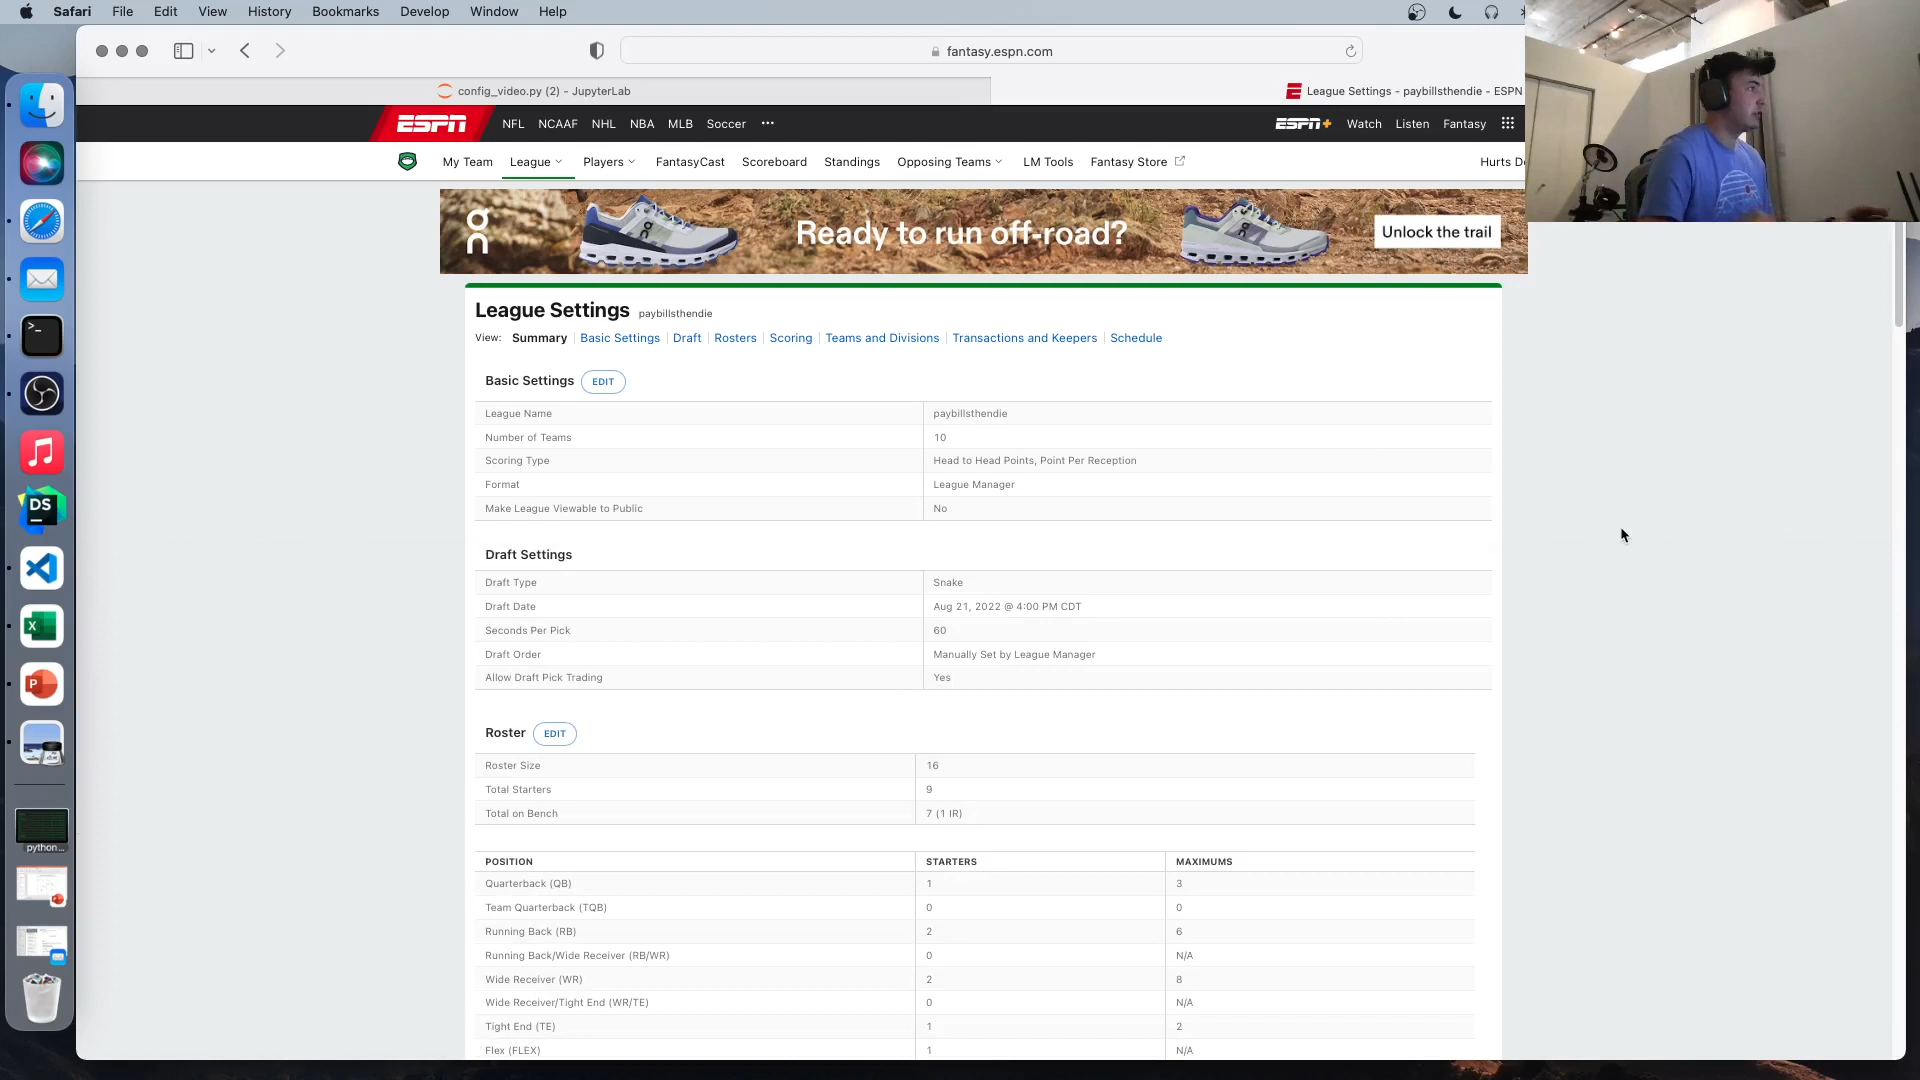 Safari File Edit View History Bookmarks Develop Window Help
fantasy.espn.com
config_video.py (2) - JupyterLab
League Settings - paybillsthendie - ESPN
ESPN NFL NCAAF NHL NBA MLB Soccer ••• ESPN+ Watch Listen Fantasy
My Team League Players FantasyCast Scoreboard Standings Opposing Teams LM Tools Fantasy Store Hurts
on Ready to run off-road? Unlock the trail
League Settings paybillsthendie
View: Summary Basic Settings Draft Rosters Scoring Teams and Divisions Transactions and Keepers Schedule
Basic Settings EDIT
League Name paybillsthendie
Number of Teams 10
Scoring Type Head to Head Points, Point Per Reception
Format League Manager
Make League Viewable to Public No
Draft Settings
Draft Type Snake
Draft Date Aug 21, 2022 @ 4:00 PM CDT
Seconds Per Pick 60
Draft Order Manually Set by League Manager
Allow Draft Pick Trading Yes
Roster EDIT
Roster Size 16
Total Starters 9
Total on Bench 7 (1 IR)
POSITION STARTERS MAXIMUMS
Quarterback (QB) 1 3
Team Quarterback (TQB) 0 0
Running Back (RB) 2 6
Running Back/Wide Receiver (RB/WR) 0 N/A
Wide Receiver (WR) 2 8
Wide Receiver/Tight End (WR/TE) 0 N/A
Tight End (TE) 1 2
Flex (FLEX) 1 N/A
>_
DS
X
P
python...